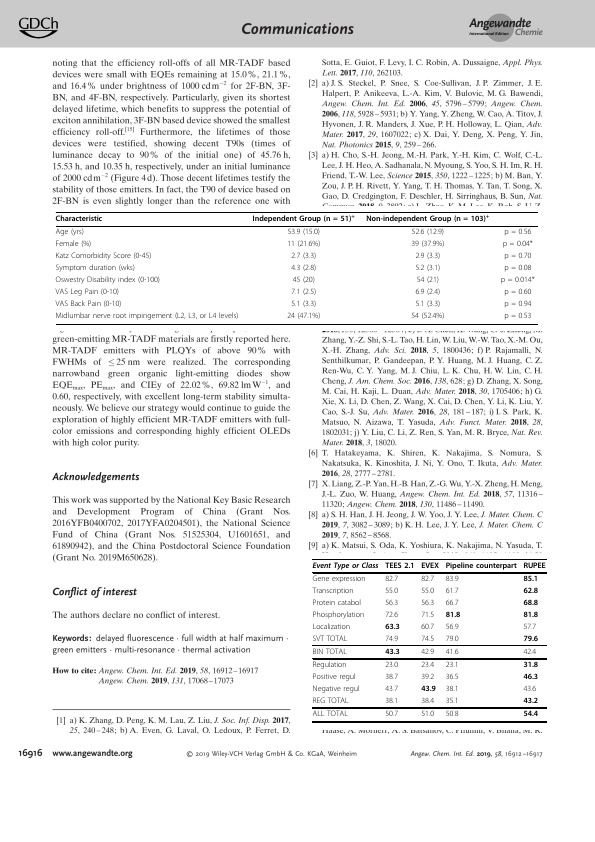 GDCh
Communications
Angewandte
International Edition
Chemie
noting that the efficiency roll-offs of all MR-TADF based
devices were small with EQEs remaining at 15.0 %, 21.1 %,
and 16.4 % under brightness of 1000 cd m−2 for 2F-BN, 3F-
BN, and 4F-BN, respectively. Particularly, given its shortest
delayed lifetime, which benefits to suppress the potential of
exciton annihilation, 3F-BN based device showed the smallest
efficiency roll-off.[15] Furthermore, the lifetimes of those
devices were testified, showing decent T90s (times of
luminance decay to 90 % of the initial one) of 45.76 h,
15.53 h, and 10.35 h, respectively, under an initial luminance
of 2000 cd m−2 (Figure 4 d). Those decent lifetimes testify the
stability of those emitters. In fact, the T90 of device based on
2F-BN is even slightly longer than the reference one with
Sotta, E. Guiot, F. Levy, I. C. Robin, A. Dussaigne, Appl. Phys.
Lett. 2017, 110, 262103.
[2] a) J. S. Steckel, P. Snee, S. Coe-Sullivan, J. P. Zimmer, J. E.
Halpert, P. Anikeeva, L.-A. Kim, V. Bulovic, M. G. Bawendi,
Angew. Chem. Int. Ed. 2006, 45, 5796 – 5799; Angew. Chem.
2006, 118, 5928 – 5931; b) Y. Yang, Y. Zheng, W. Cao, A. Titov, J.
Hyvonen, J. R. Manders, J. Xue, P. H. Holloway, L. Qian, Adv.
Mater. 2017, 29, 1607022; c) X. Dai, Y. Deng, X. Peng, Y. Jin,
Nat. Photonics 2015, 9, 259 – 266.
[3] a) H. Cho, S.-H. Jeong, M.-H. Park, Y.-H. Kim, C. Wolf, C.-L.
Lee, J. H. Heo, A. Sadhanala, N. Myoung, S. Yoo, S. H. Im, R. H.
Friend, T.-W. Lee, Science 2015, 350, 1222 – 1225; b) M. Ban, Y.
Zou, J. P. H. Rivett, Y. Yang, T. H. Thomas, Y. Tan, T. Song, X.
Gao, D. Credgington, F. Deschler, H. Sirringhaus, B. Sun, Nat.
Characteristic Independent Group (n = 51)+ Non-independent Group (n = 103)+
Age (yrs) 53.9 (15.0) 52.6 (12.9) p = 0.56
Female (%) 11 (21.6%) 39 (37.9%) p = 0.04*
Katz Comorbidity Score (0-45) 2.7 (3.3) 2.9 (3.3) p = 0.70
Symptom duration (wks) 4.3 (2.8) 5.2 (3.1) p = 0.08
Oswestry Disability index (0-100) 45 (20) 54 (21) p = 0.014*
VAS Leg Pain (0-10) 7.1 (2.5) 6.9 (2.4) p = 0.60
VAS Back Pain (0-10) 5.1 (3.3) 5.1 (3.3) p = 0.94
Midlumbar nerve root impingement (L2, L3, or L4 levels) 24 (47.1%) 54 (52.4%) p = 0.53
green-emitting MR-TADF materials are firstly reported here.
MR-TADF emitters with PLQYs of above 90 % with
FWHMs of ≤ 25 nm were realized. The corresponding
narrowband green organic light-emitting diodes show
EQEmax, PEmax, and CIEy of 22.02 %, 69.82 lm W−1, and
0.60, respectively, with excellent long stability simulta-
neously. We believe our strategy would continue to guide the
exploration of highly efficient MR-TADF emitters with full-
color emissions and corresponding highly efficient OLEDs
with high color purity.
Acknowledgements
This work was supported by the National Key Basic Research
and Development Program of China (Grant Nos.
2016YFB0400702, 2017YFA0204501), the National Science
Fund of China (Grant Nos. 51525304, U1601651, and
61890942), and the China Postdoctoral Science Foundation
(Grant No. 2019M650628).
Conflict of interest
The authors declare no conflict of interest.
Keywords: delayed fluorescence · full width at half maximum ·
green emitters · multi-resonance · thermal activation
How to cite: Angew. Chem. Int. Ed. 2019, 58, 16912 – 16917
Angew. Chem. 2019, 131, 17068 – 17073
[1] a) K. Zhang, D. Peng, K. M. Lau, Z. Liu, J. Soc. Inf. Disp. 2017,
25, 240 – 248; b) A. Even, G. Laval, O. Ledoux, P. Ferret, D.
Zhang, Y.-Z. Shi, S.-L. Tao, H. Lin, W. Liu, W.-W. Tao, X.-M. Ou,
X.-H. Zhang, Adv. Sci. 2018, 5, 1800436; f) P. Rajamalli, N.
Senthilkumar, P. Gandeepan, P. Y. Huang, M. J. Huang, C. Z.
Ren-Wu, C. Y. Yang, M. J. Chiu, L. K. Chu, H. W. Lin, C. H.
Cheng, J. Am. Chem. Soc. 2016, 138, 628; g) D. Zhang, X. Song,
M. Cai, H. Kaji, L. Duan, Adv. Mater. 2018, 30, 1705406; h) G.
Xie, X. Li, D. Chen, Z. Wang, X. Cai, D. Chen, Y. Li, K. Liu, Y.
Cao, S.-J. Su, Adv. Mater. 2016, 28, 181 – 187; i) I. S. Park, K.
Matsuo, N. Aizawa, T. Yasuda, Adv. Funct. Mater. 2018, 28,
1802031; j) Y. Liu, C. Li, Z. Ren, S. Yan, M. R. Bryce, Nat. Rev.
Mater. 2018, 3, 18020.
[6] T. Hatakeyama, K. Shiren, K. Nakajima, S. Nomura, S.
Nakatsuka, K. Kinoshita, J. Ni, Y. Ono, T. Ikuta, Adv. Mater.
2016, 28, 2777 – 2781.
[7] X. Liang, Z.-P. Yan, H.-B. Han, Z.-G. Wu, Y.-X. Zheng, H. Meng,
J.-L. Zuo, W. Huang, Angew. Chem. Int. Ed. 2018, 57, 11316 –
11320; Angew. Chem. 2018, 130, 11486 – 11490.
[8] a) S. H. Han, J. H. Jeong, J. W. Yoo, J. Y. Lee, J. Mater. Chem. C
2019, 7, 3082 – 3089; b) K. H. Lee, J. Y. Lee, J. Mater. Chem. C
2019, 7, 8562 – 8568.
[9] a) K. Matsui, S. Oda, K. Yoshiura, K. Nakajima, N. Yasuda, T.
Event Type or Class TEES 2.1 EVEX Pipeline counterpart RUPEE
Gene expression 82.7 82.7 83.9 85.1
Transcription 55.0 55.0 61.7 62.8
Protein catabol 56.3 56.3 66.7 68.8
Phosphorylation 72.6 71.5 81.8 81.8
Localization 63.3 60.7 56.9 57.7
SVT TOTAL 74.9 74.5 79.0 79.6
BIN TOTAL 43.3 42.9 41.6 42.4
Regulation 23.0 23.4 23.1 31.8
Positive regul 38.7 39.2 36.5 46.3
Negative regul 43.7 43.9 38.1 43.6
REG TOTAL 38.1 38.4 35.1 43.2
ALL TOTAL 50.7 51.0 50.8 54.4
16916 www.angewandte.org
© 2019 Wiley-VCH Verlag GmbH & Co. KGaA, Weinheim
Angew. Chem. Int. Ed. 2019, 58, 16912 – 16917